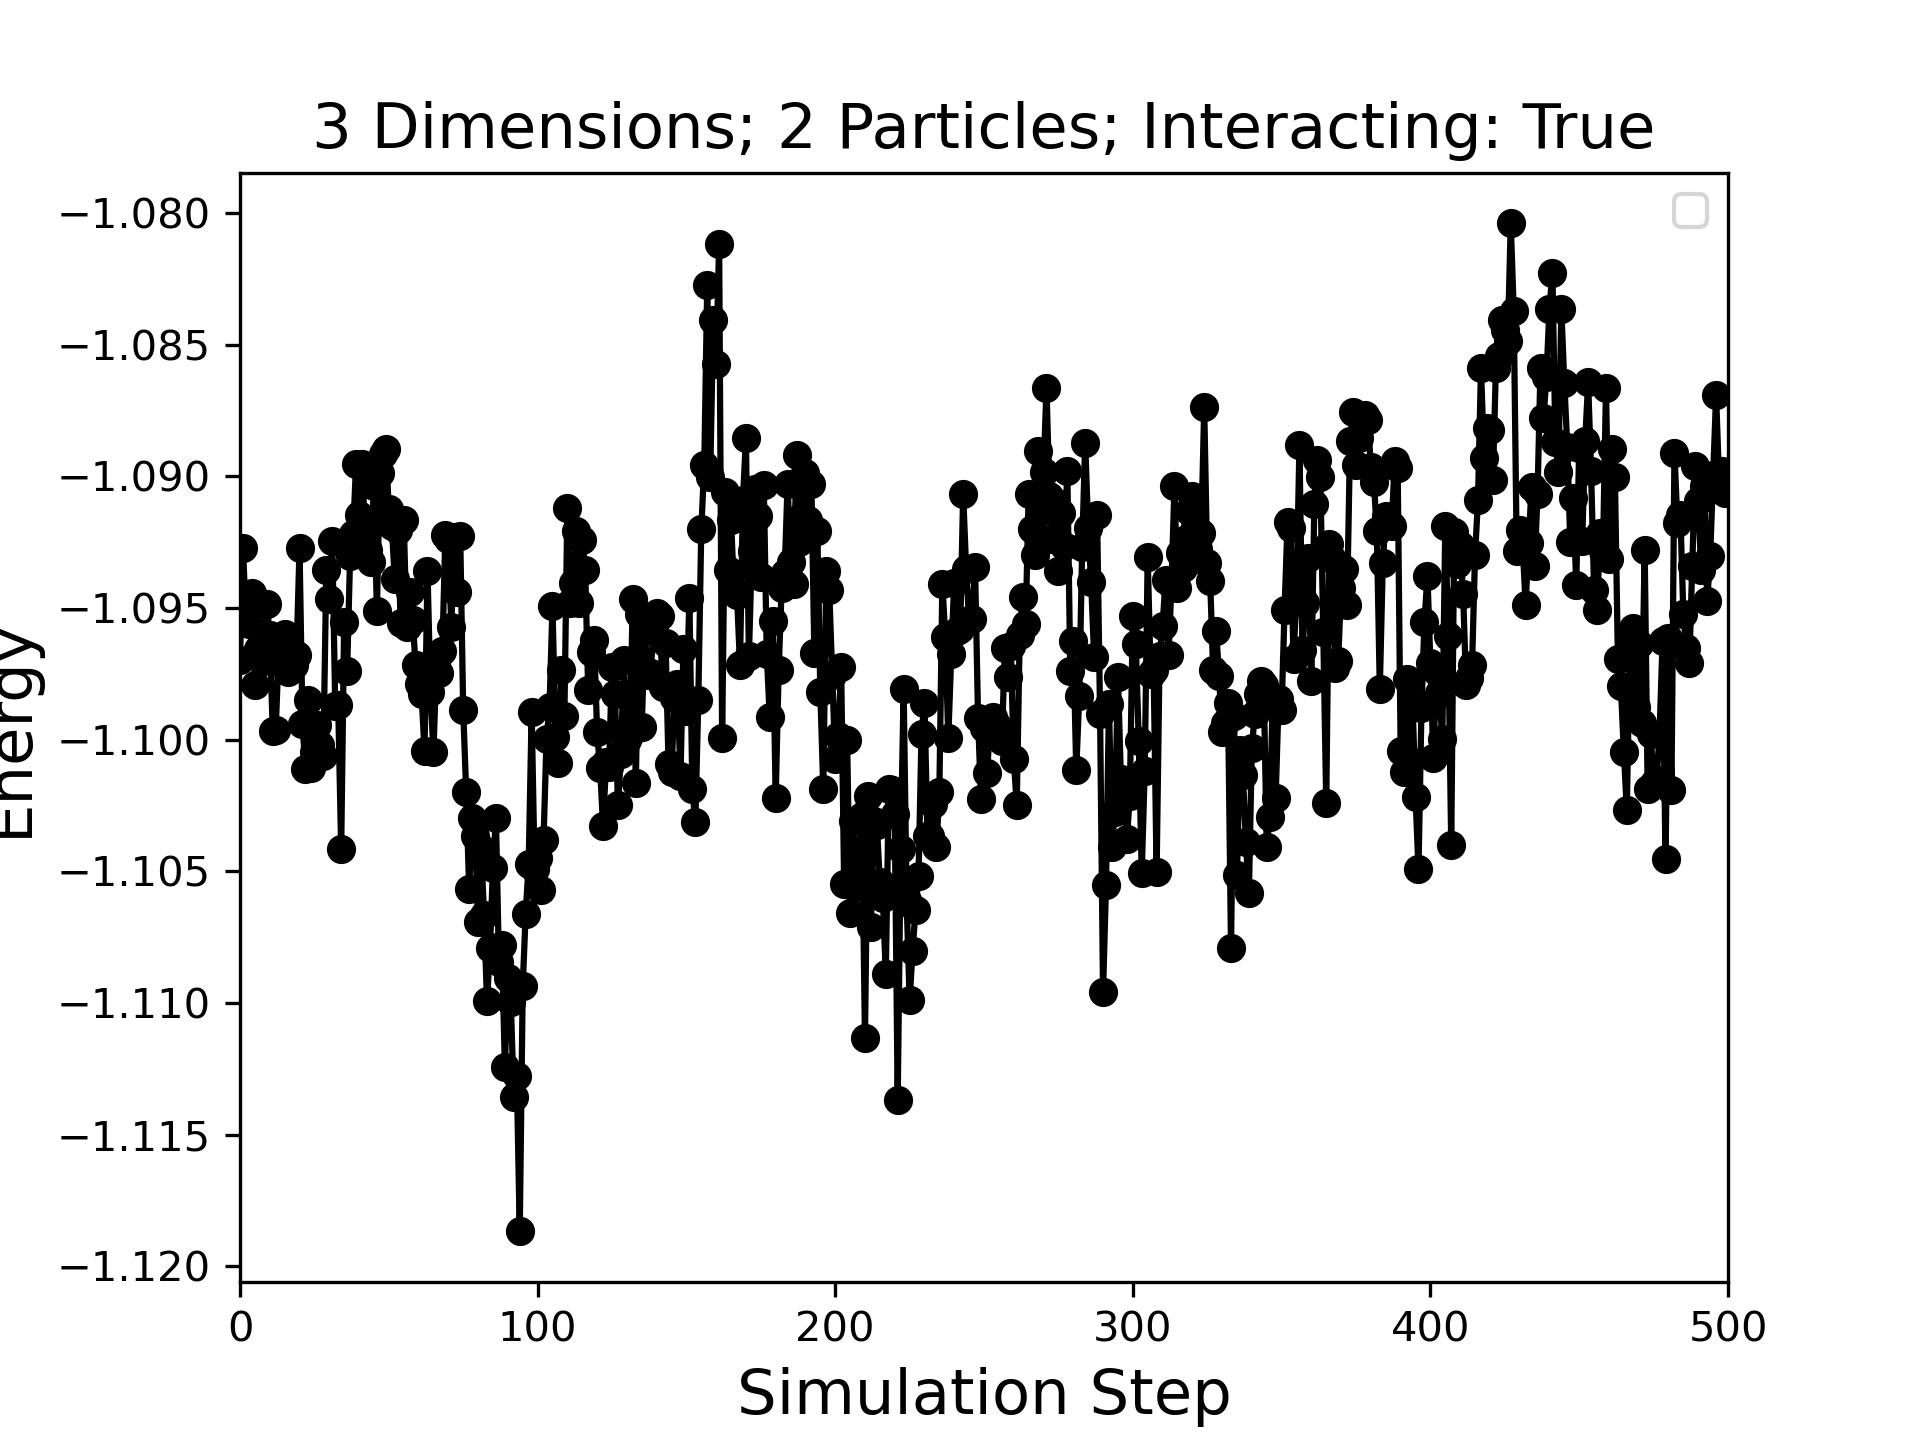 3 Dimensions; 2 Particles; Interacting: True
−1.080
−1.085
−1.090
−1.095
−1.100
−1.105
−1.110
−1.115
−1.120
Energy
0 100 200 300 400 500
Simulation Step